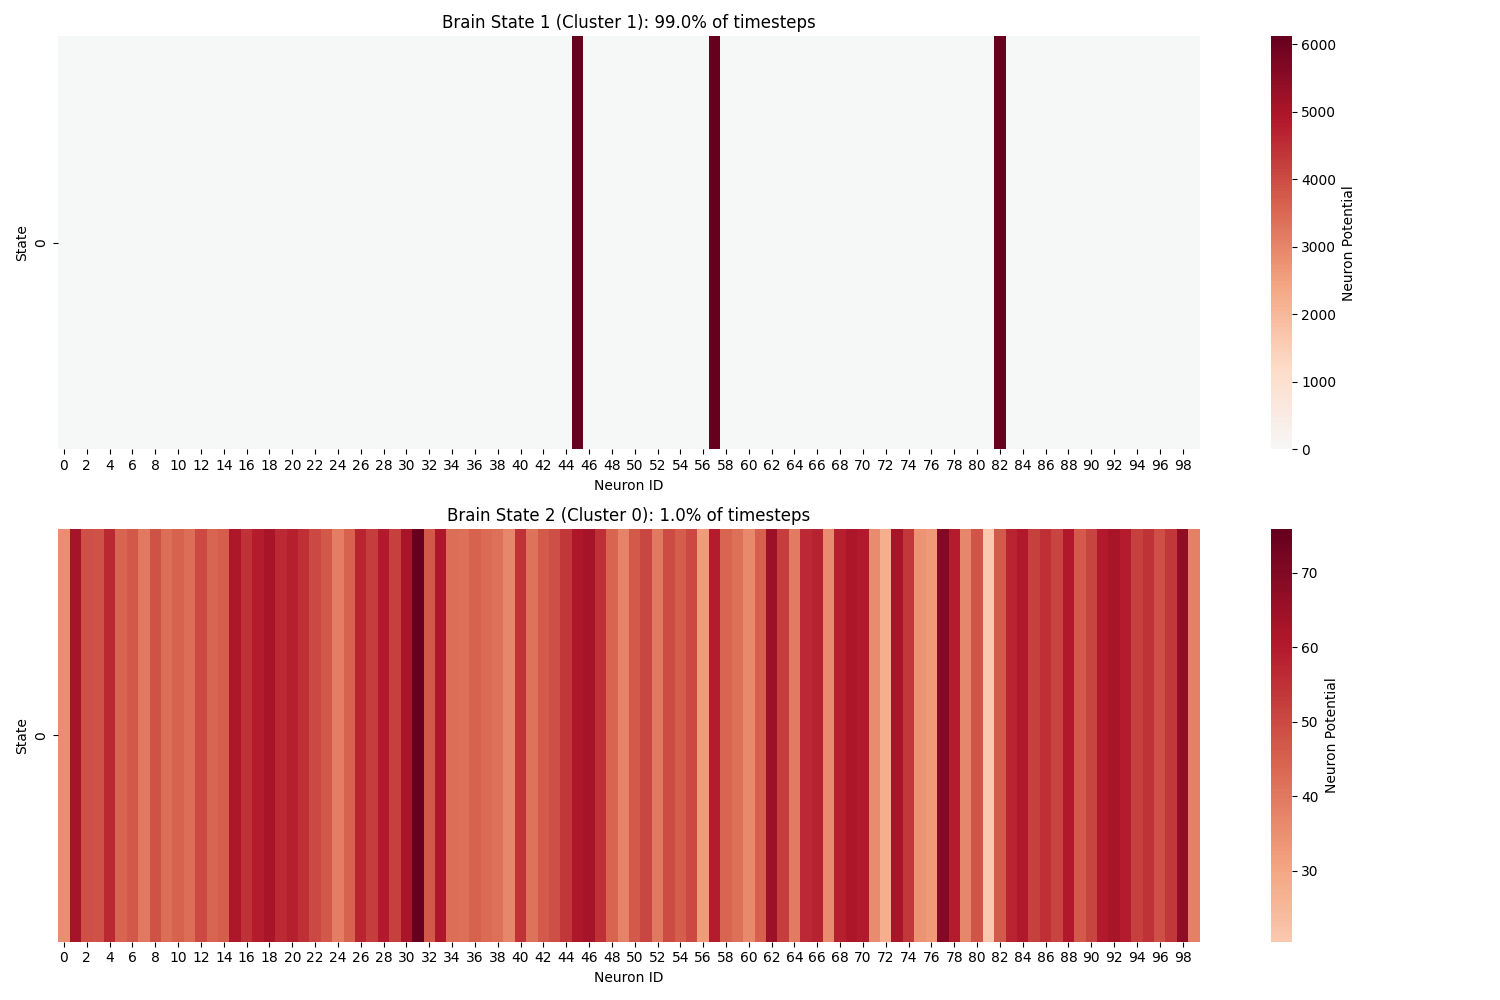 Brain State 1 (Cluster 1): 99.0% of timesteps
State
0
0 2 4 6 8 10 12 14 16 18 20 22 24 26 28 30 32 34 36 38 40 42 44 46 48 50 52 54 56 58 60 62 64 66 68 70 72 74 76 78 80 82 84 86 88 90 92 94 96 98
Neuron ID
6000
5000
4000
3000
2000
1000
0
Neuron Potential
Brain State 2 (Cluster 0): 1.0% of timesteps
State
0
0 2 4 6 8 10 12 14 16 18 20 22 24 26 28 30 32 34 36 38 40 42 44 46 48 50 52 54 56 58 60 62 64 66 68 70 72 74 76 78 80 82 84 86 88 90 92 94 96 98
Neuron ID
70
60
50
40
30
Neuron Potential